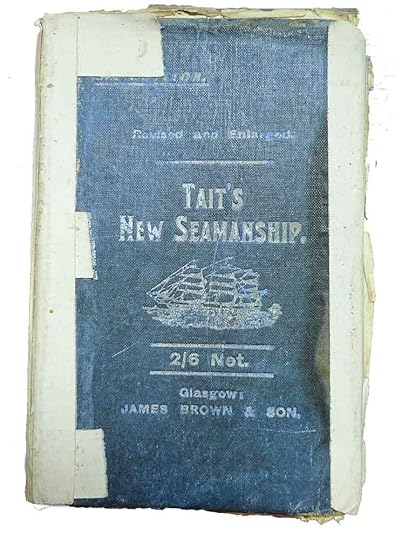 Revised and Enlarged.
TAIT'S
NEW SEAMANSHIP.
2/6 Net.
Glasgow:
JAMES BROWN & SON.